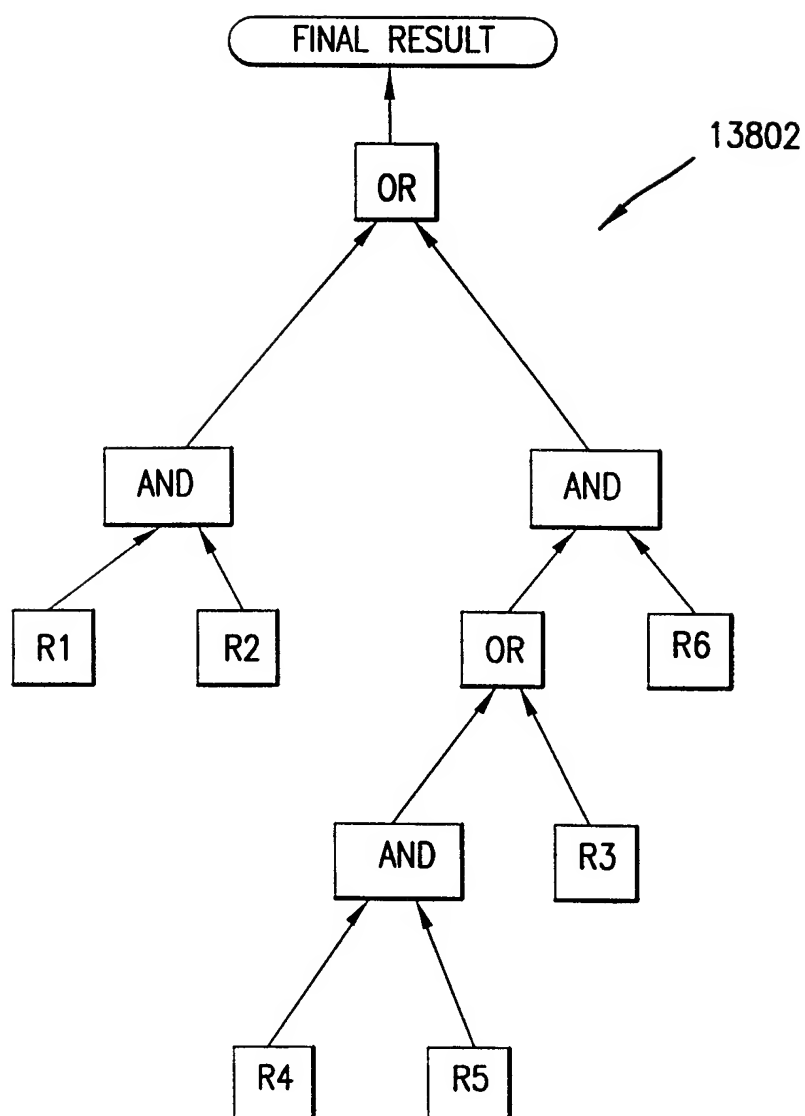 FINAL RESULT
13802
OR
AND
AND
R1
R2
OR
R6
AND
R3
R4
R5